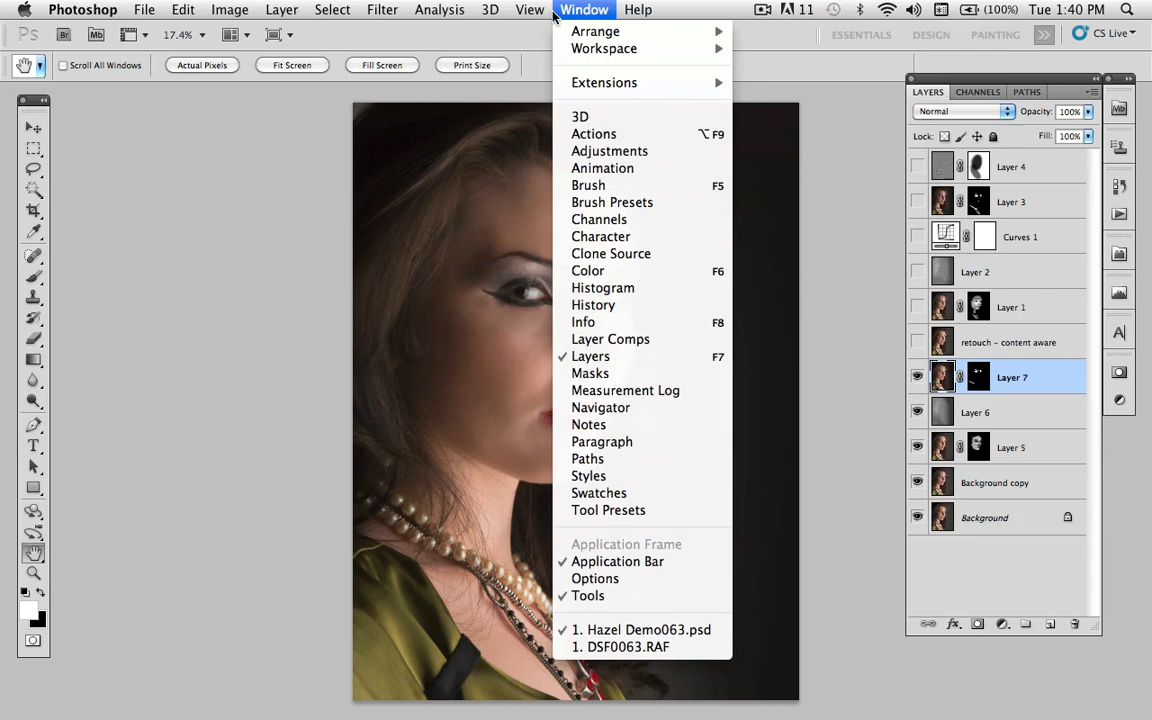 Photoshop File Edit Image Layer Select Filter Analysis 3D View Window Help 11 (100%) Tue 1:40 PM
Ps Br Mb 17.4% ESSENTIALS DESIGN PAINTING >> CS Live
Scroll All Windows Actual Pixels Fit Screen Fill Screen Print Size
Arrange
Workspace
Extensions
3D
Actions ⌥F9
Adjustments
Animation
Brush F5
Brush Presets
Channels
Character
Clone Source
Color F6
Histogram
History
Info F8
Layer Comps
Layers F7
Masks
Measurement Log
Navigator
Notes
Paragraph
Paths
Styles
Swatches
Tool Presets
Application Frame
Application Bar
Options
Tools
1. Hazel Demo063.psd
1. DSF0063.RAF
LAYERS CHANNELS PATHS
Normal Opacity: 100%
Lock: Fill: 100%
Layer 4
Layer 3
Curves 1
Layer 2
Layer 1
retouch - content aware
Layer 7
Layer 6
Layer 5
Background copy
Background
fx
Mb
A
T